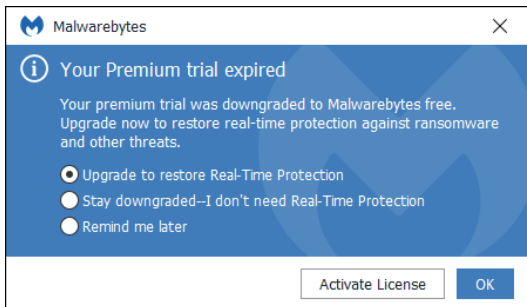 Malwarebytes
Your Premium trial expired
Your premium trial was downgraded to Malwarebytes free.
Upgrade now to restore real-time protection against ransomware
and other threats.
Upgrade to restore Real-Time Protection
Stay downgraded--I don't need Real-Time Protection
Remind me later
Activate License
OK